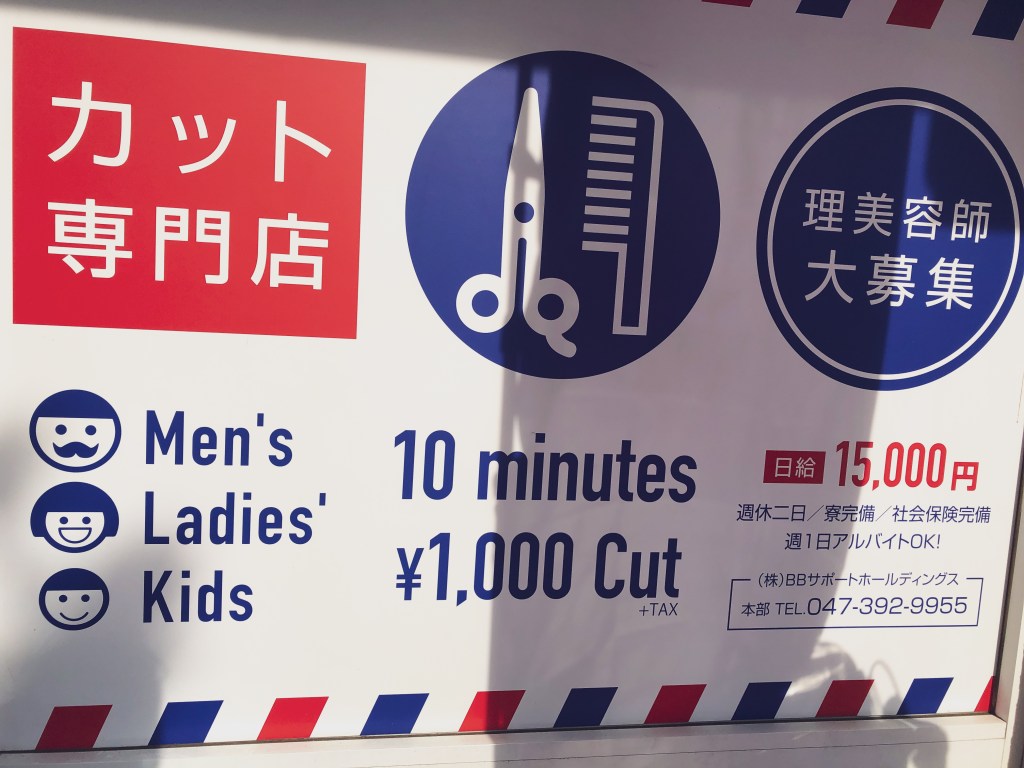 カット
専門店
Men's
Ladies'
Kids
10 minutes
¥1,000 Cut
+TAX
理美容師
大募集
日給 15,000円
週休二日／寮完備／社会保険完備
週1日アルバイトOK!
（株）BBサポートホールディングス
本部 TEL.047-392-9955